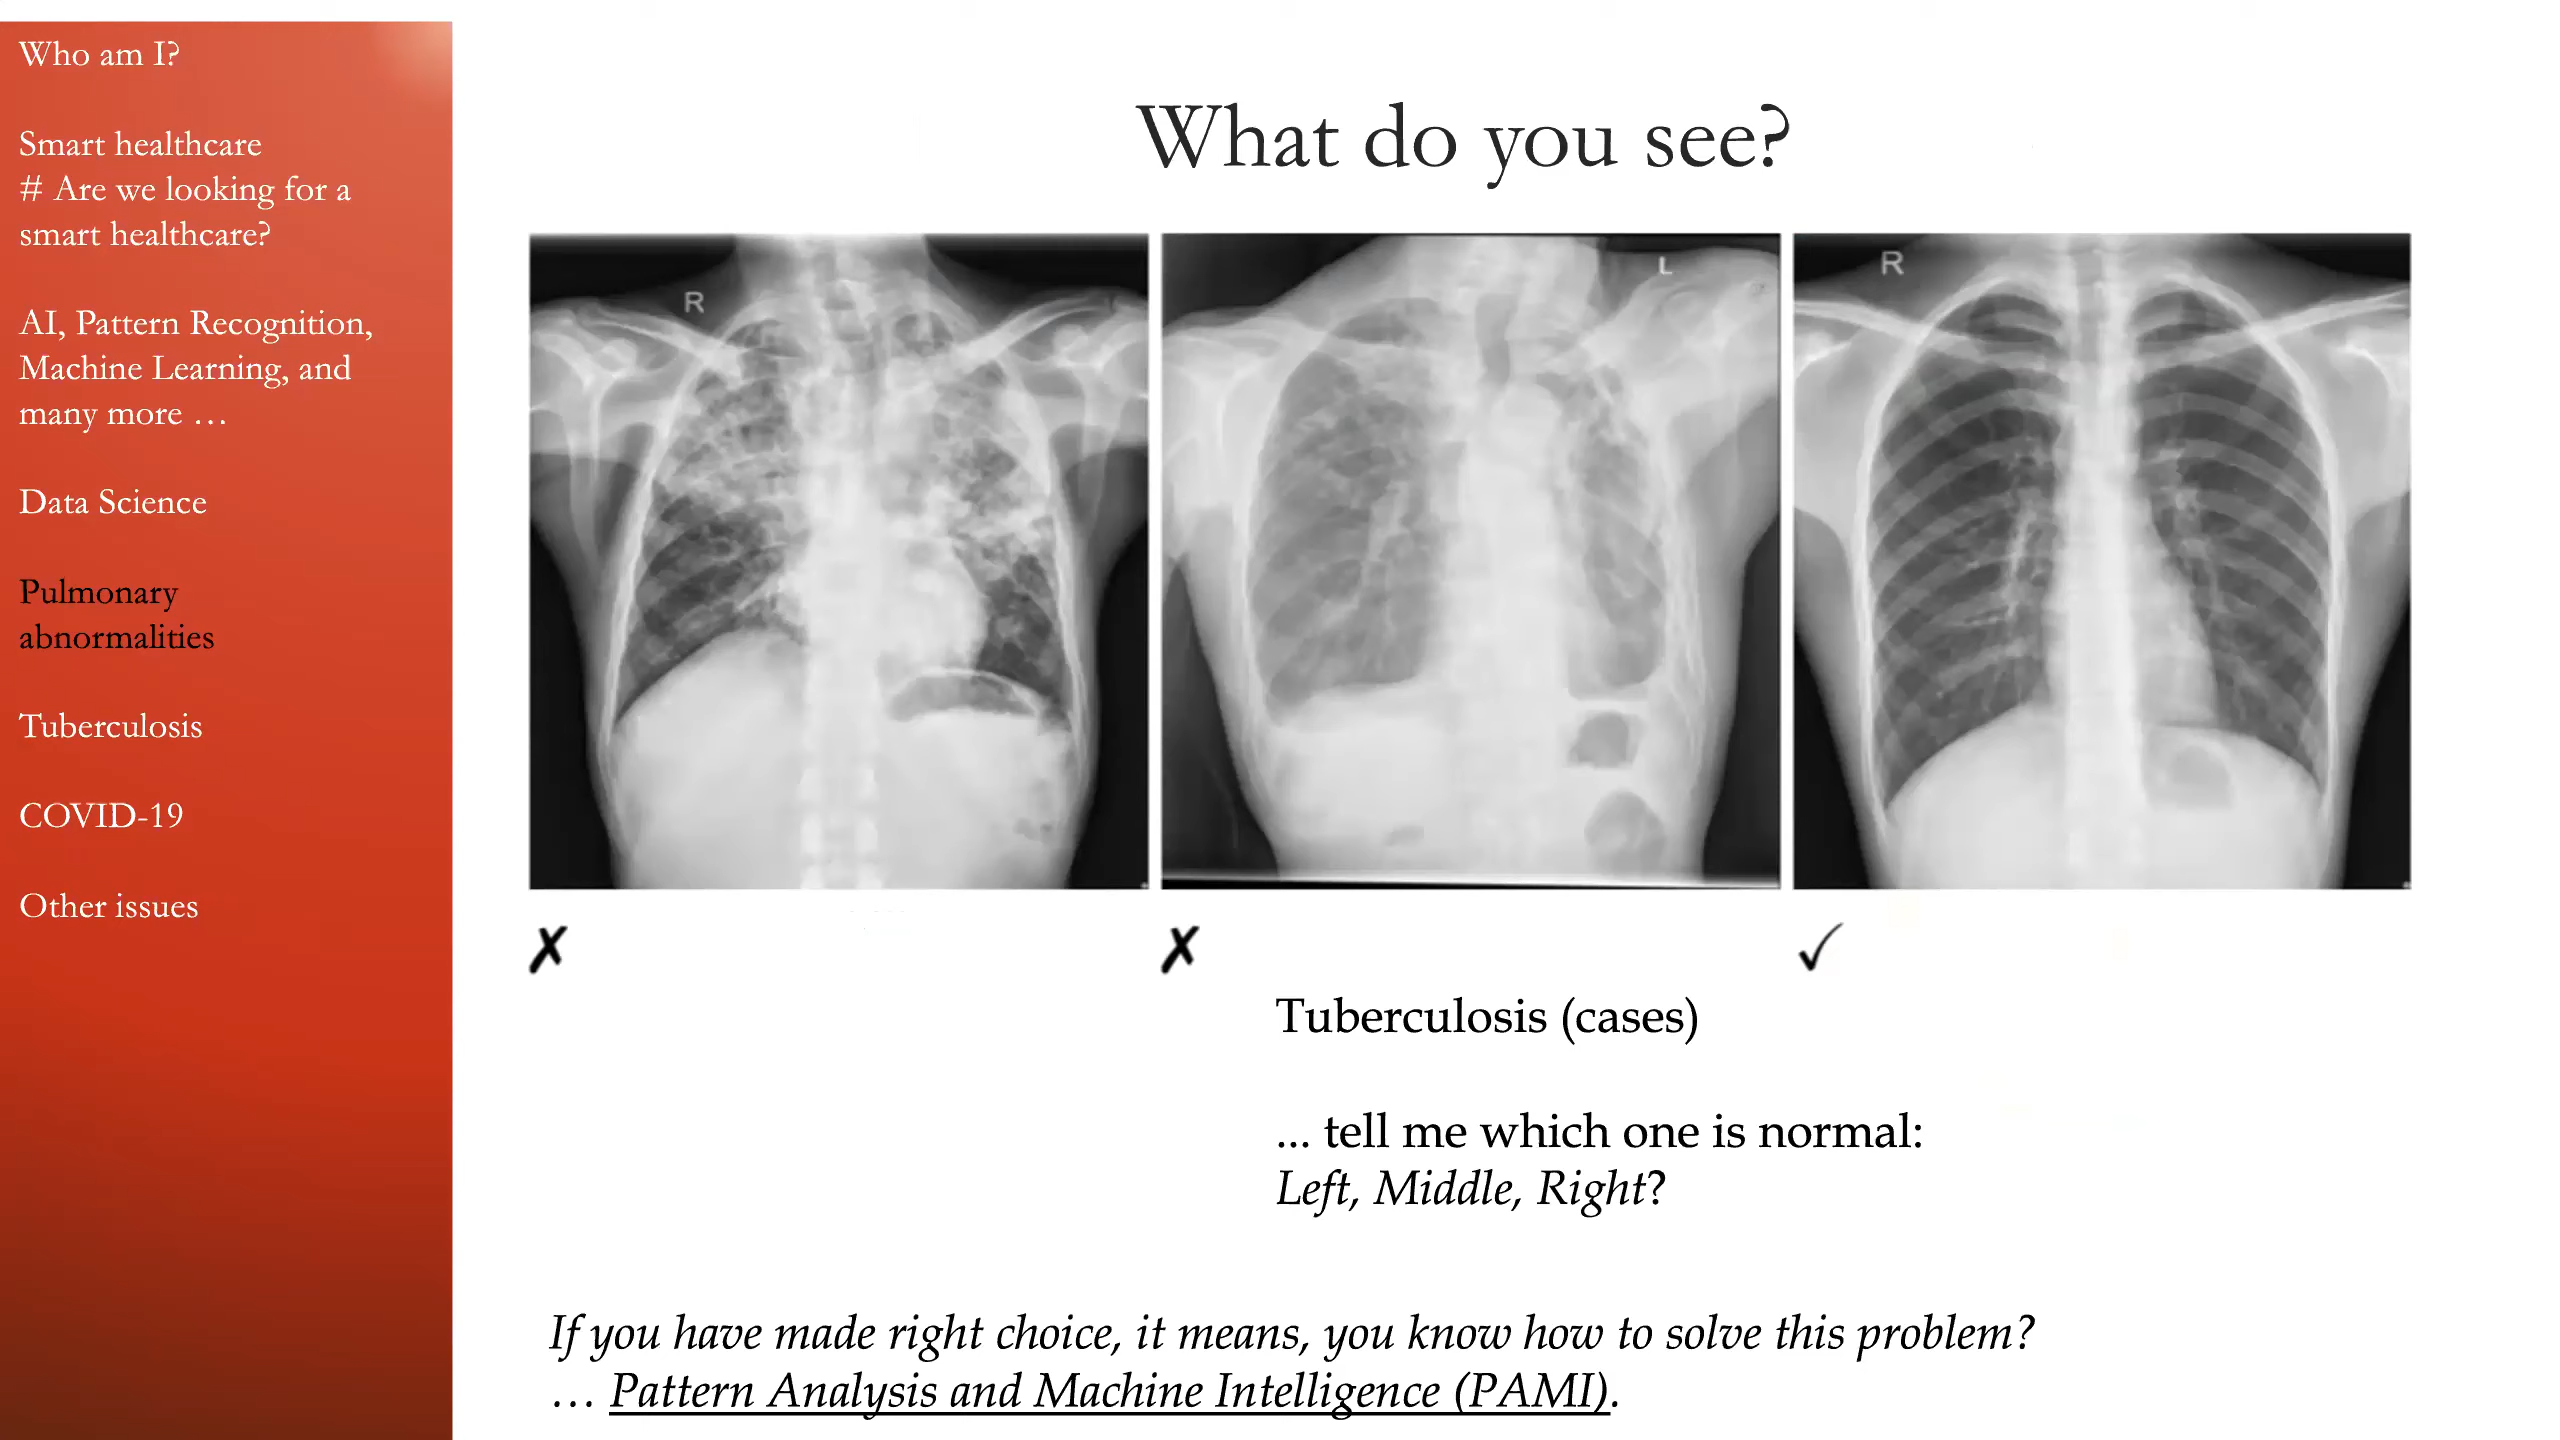 Who am I?
Smart healthcare
# Are we looking for a
smart healthcare?
AI, Pattern Recognition,
Machine Learning, and
many more …
Data Science
Pulmonary
abnormalities
Tuberculosis
COVID-19
Other issues
What do you see?
R
L
R
✗
✗
✓
Tuberculosis (cases)
... tell me which one is normal:
Left, Middle, Right?
If you have made right choice, it means, you know how to solve this problem?
… Pattern Analysis and Machine Intelligence (PAMI).